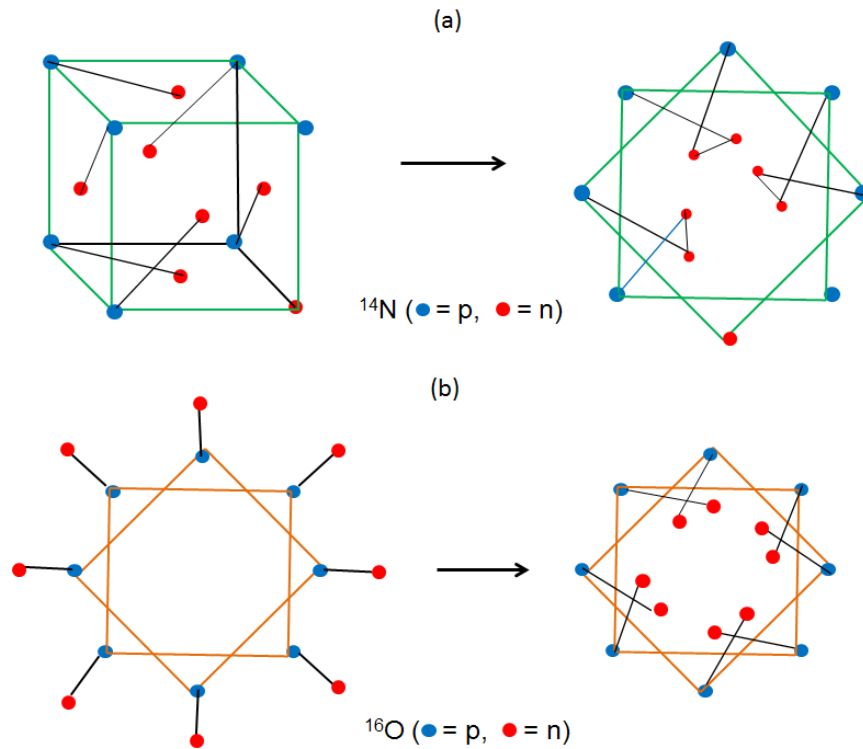 (a)
¹⁴N (● = p, ● = n)
(b)
¹⁶O (● = p, ● = n)